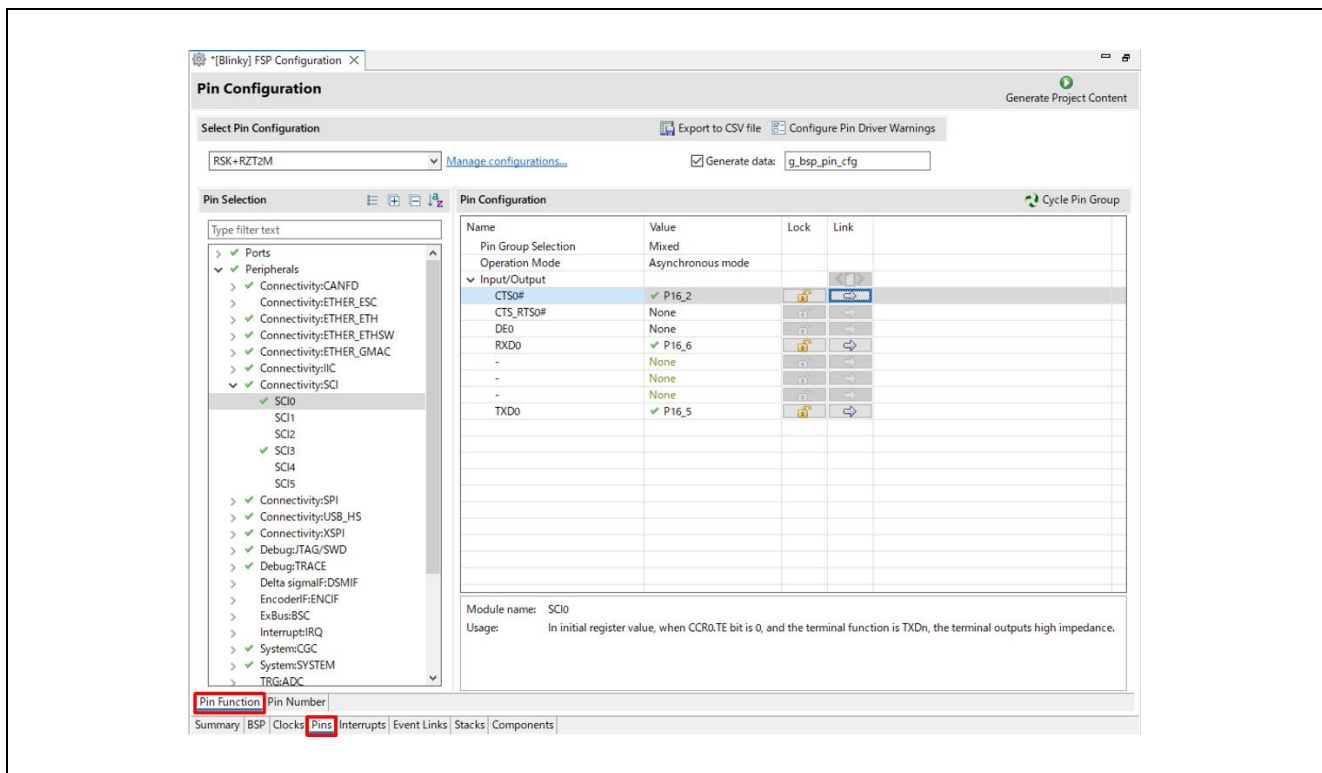 *[Blinky] FSP Configuration
Pin Configuration
Generate Project Content
Select Pin Configuration
Export to CSV file
Configure Pin Driver Warnings
RSK+RZT2M
Manage configurations...
Generate data:
g_bsp_pin_cfg
Pin Selection
Type filter text
Ports
Peripherals
Connectivity:CANFD
Connectivity:ETHER_ESC
Connectivity:ETHER_ETH
Connectivity:ETHER_ETHSW
Connectivity:ETHER_GMAC
Connectivity:IIC
Connectivity:SCI
SCI0
SCI1
SCI2
SCI3
SCI4
SCI5
Connectivity:SPI
Connectivity:USB_HS
Connectivity:XSPI
Debug:JTAG/SWD
Debug:TRACE
Delta sigmaIF:DSMIF
EncoderIF:ENCIF
ExBus:BSC
Interrupt:IRQ
System:CGC
System:SYSTEM
TRG:ADC
Pin Configuration
Cycle Pin Group
Name Value Lock Link
Pin Group Selection Mixed
Operation Mode Asynchronous mode
Input/Output
CTS0# P16_2
CTS_RTS0# None
DE0 None
RXD0 P16_6
- None
- None
- None
TXD0 P16_5
Module name: SCI0
Usage: In initial register value, when CCR0.TE bit is 0, and the terminal function is TXDn, the terminal outputs high impedance.
Pin Function Pin Number
Summary BSP Clocks Pins Interrupts Event Links Stacks Components